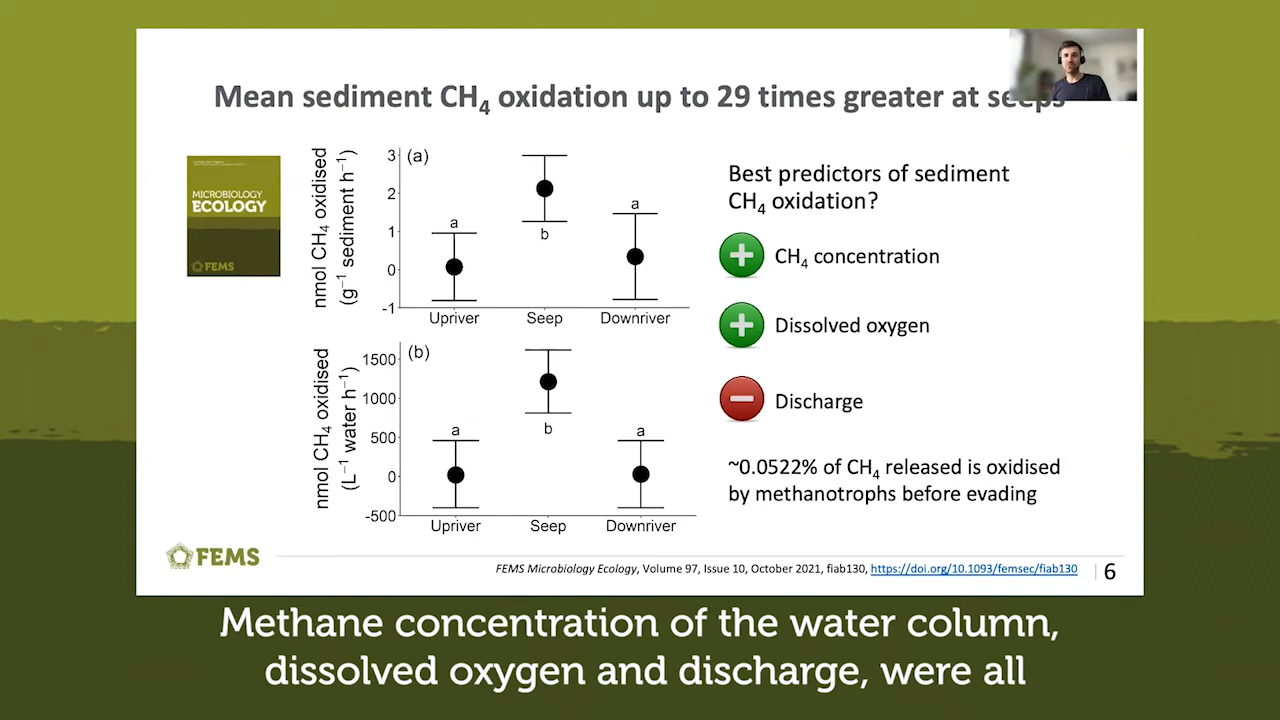 Mean sediment CH₄ oxidation up to 29 times greater at seeps
MICROBIOLOGY
ECOLOGY
FEMS
nmol CH₄ oxidised
(g⁻¹ sediment h⁻¹)
(a)
3
2
1
0
-1
a
b
a
Upriver Seep Downriver
nmol CH₄ oxidised
(L⁻¹ water h⁻¹)
(b)
1500
1000
500
0
-500
a
b
a
Upriver Seep Downriver
Best predictors of sediment
CH₄ oxidation?
CH₄ concentration
Dissolved oxygen
Discharge
~0.0522% of CH₄ released is oxidised
by methanotrophs before evading
FEMS
FEMS Microbiology Ecology, Volume 97, Issue 10, October 2021, fiab130, https://doi.org/10.1093/femsec/fiab130
6
Methane concentration of the water column,
dissolved oxygen and discharge, were all